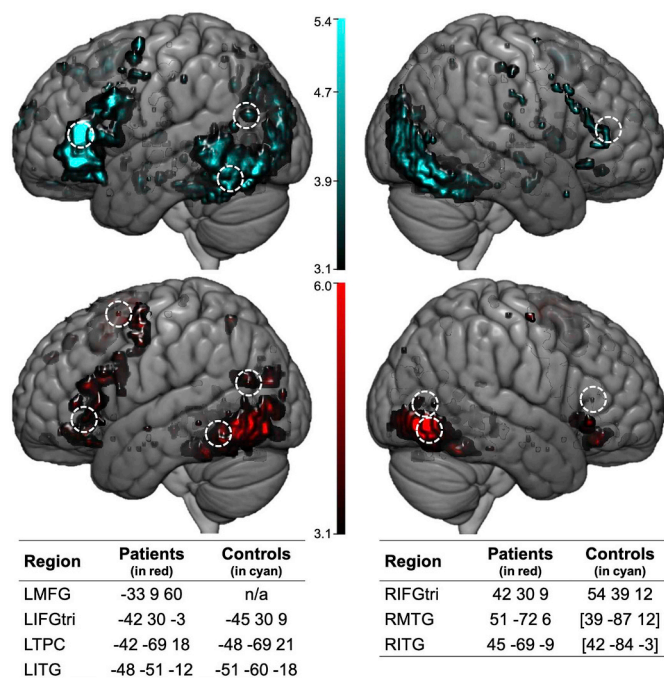 5.4
4.7
3.9
3.1
6.0
3.1
Region Patients Controls
(in red) (in cyan)
LMFG -33 9 60 n/a
LIFGtri -42 30 -3 -45 30 9
LTPC -42 -69 18 -48 -69 21
LITG -48 -51 -12 -51 -60 -18
Region Patients Controls
(in red) (in cyan)
RIFGtri 42 30 9 54 39 12
RMTG 51 -72 6 [39 -87 12]
RITG 45 -69 -9 [42 -84 -3]